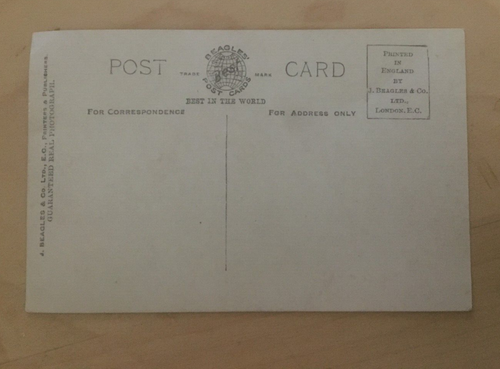 POST CARD
TRADE MARK
BEAGLES'
BEST
POST CARDS
BEST IN THE WORLD
FOR CORRESPONDENCE
FOR ADDRESS ONLY
PRINTED
IN
ENGLAND
BY
J. BEAGLES & CO.
LTD.,
LONDON. E.C.
BEAGLES & CO. LTD., E.C., PRINTERS & PUBLISHERS.
GUARANTEED REAL PHOTOGRAPH.